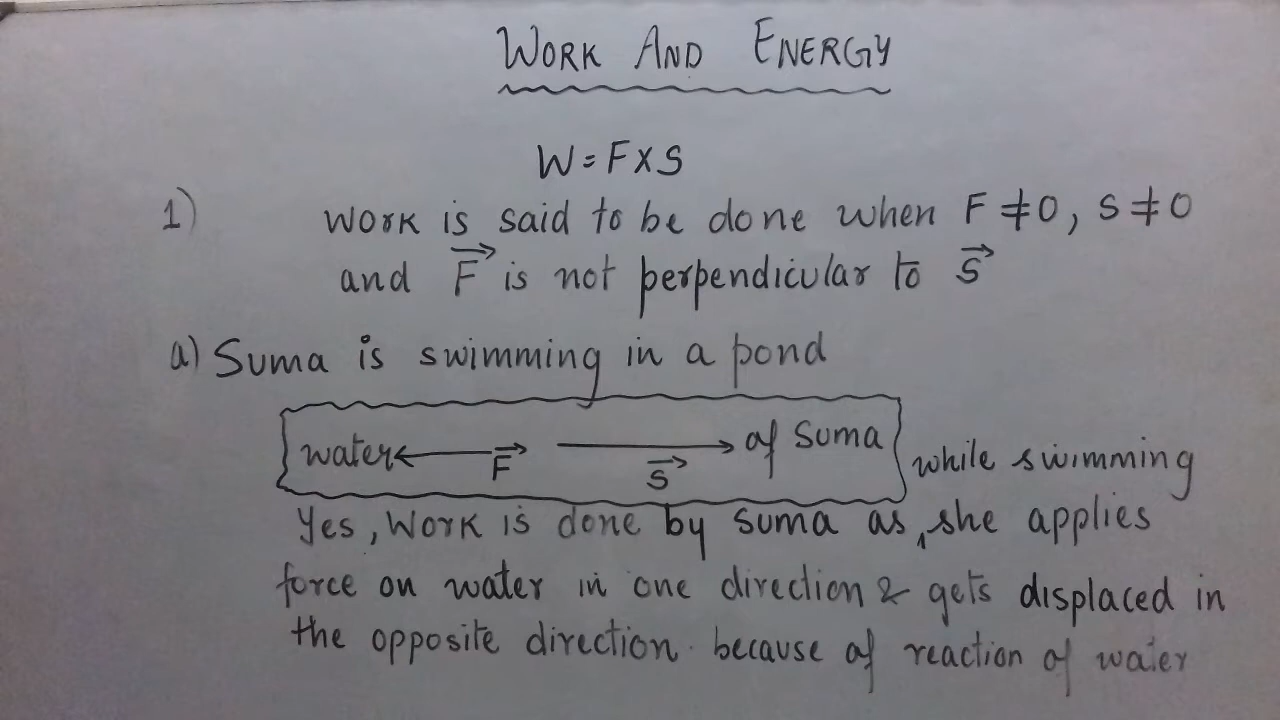 WORK AND ENERGY
W = F X S
1) Work is said to be done when F ≠ 0, S ≠ 0
and F⃗ is not perpendicular to S⃗
a) Suma is swimming in a pond
water ← F⃗ → S⃗ of Suma while swimming
Yes, Work is done by Suma as, she applies
force on water in one direction & gets displaced in
the opposite direction. because of reaction of water